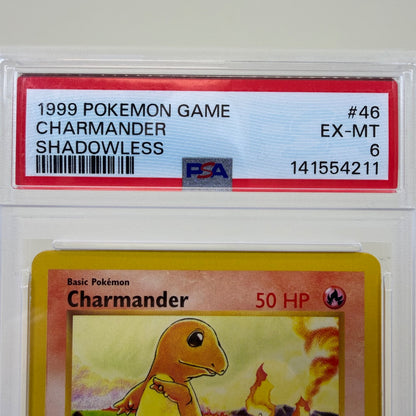 1999 POKEMON GAME #46
CHARMANDER EX-MT
SHADOWLESS 6
PSA 141554211
Basic Pokémon
Charmander 50 HP